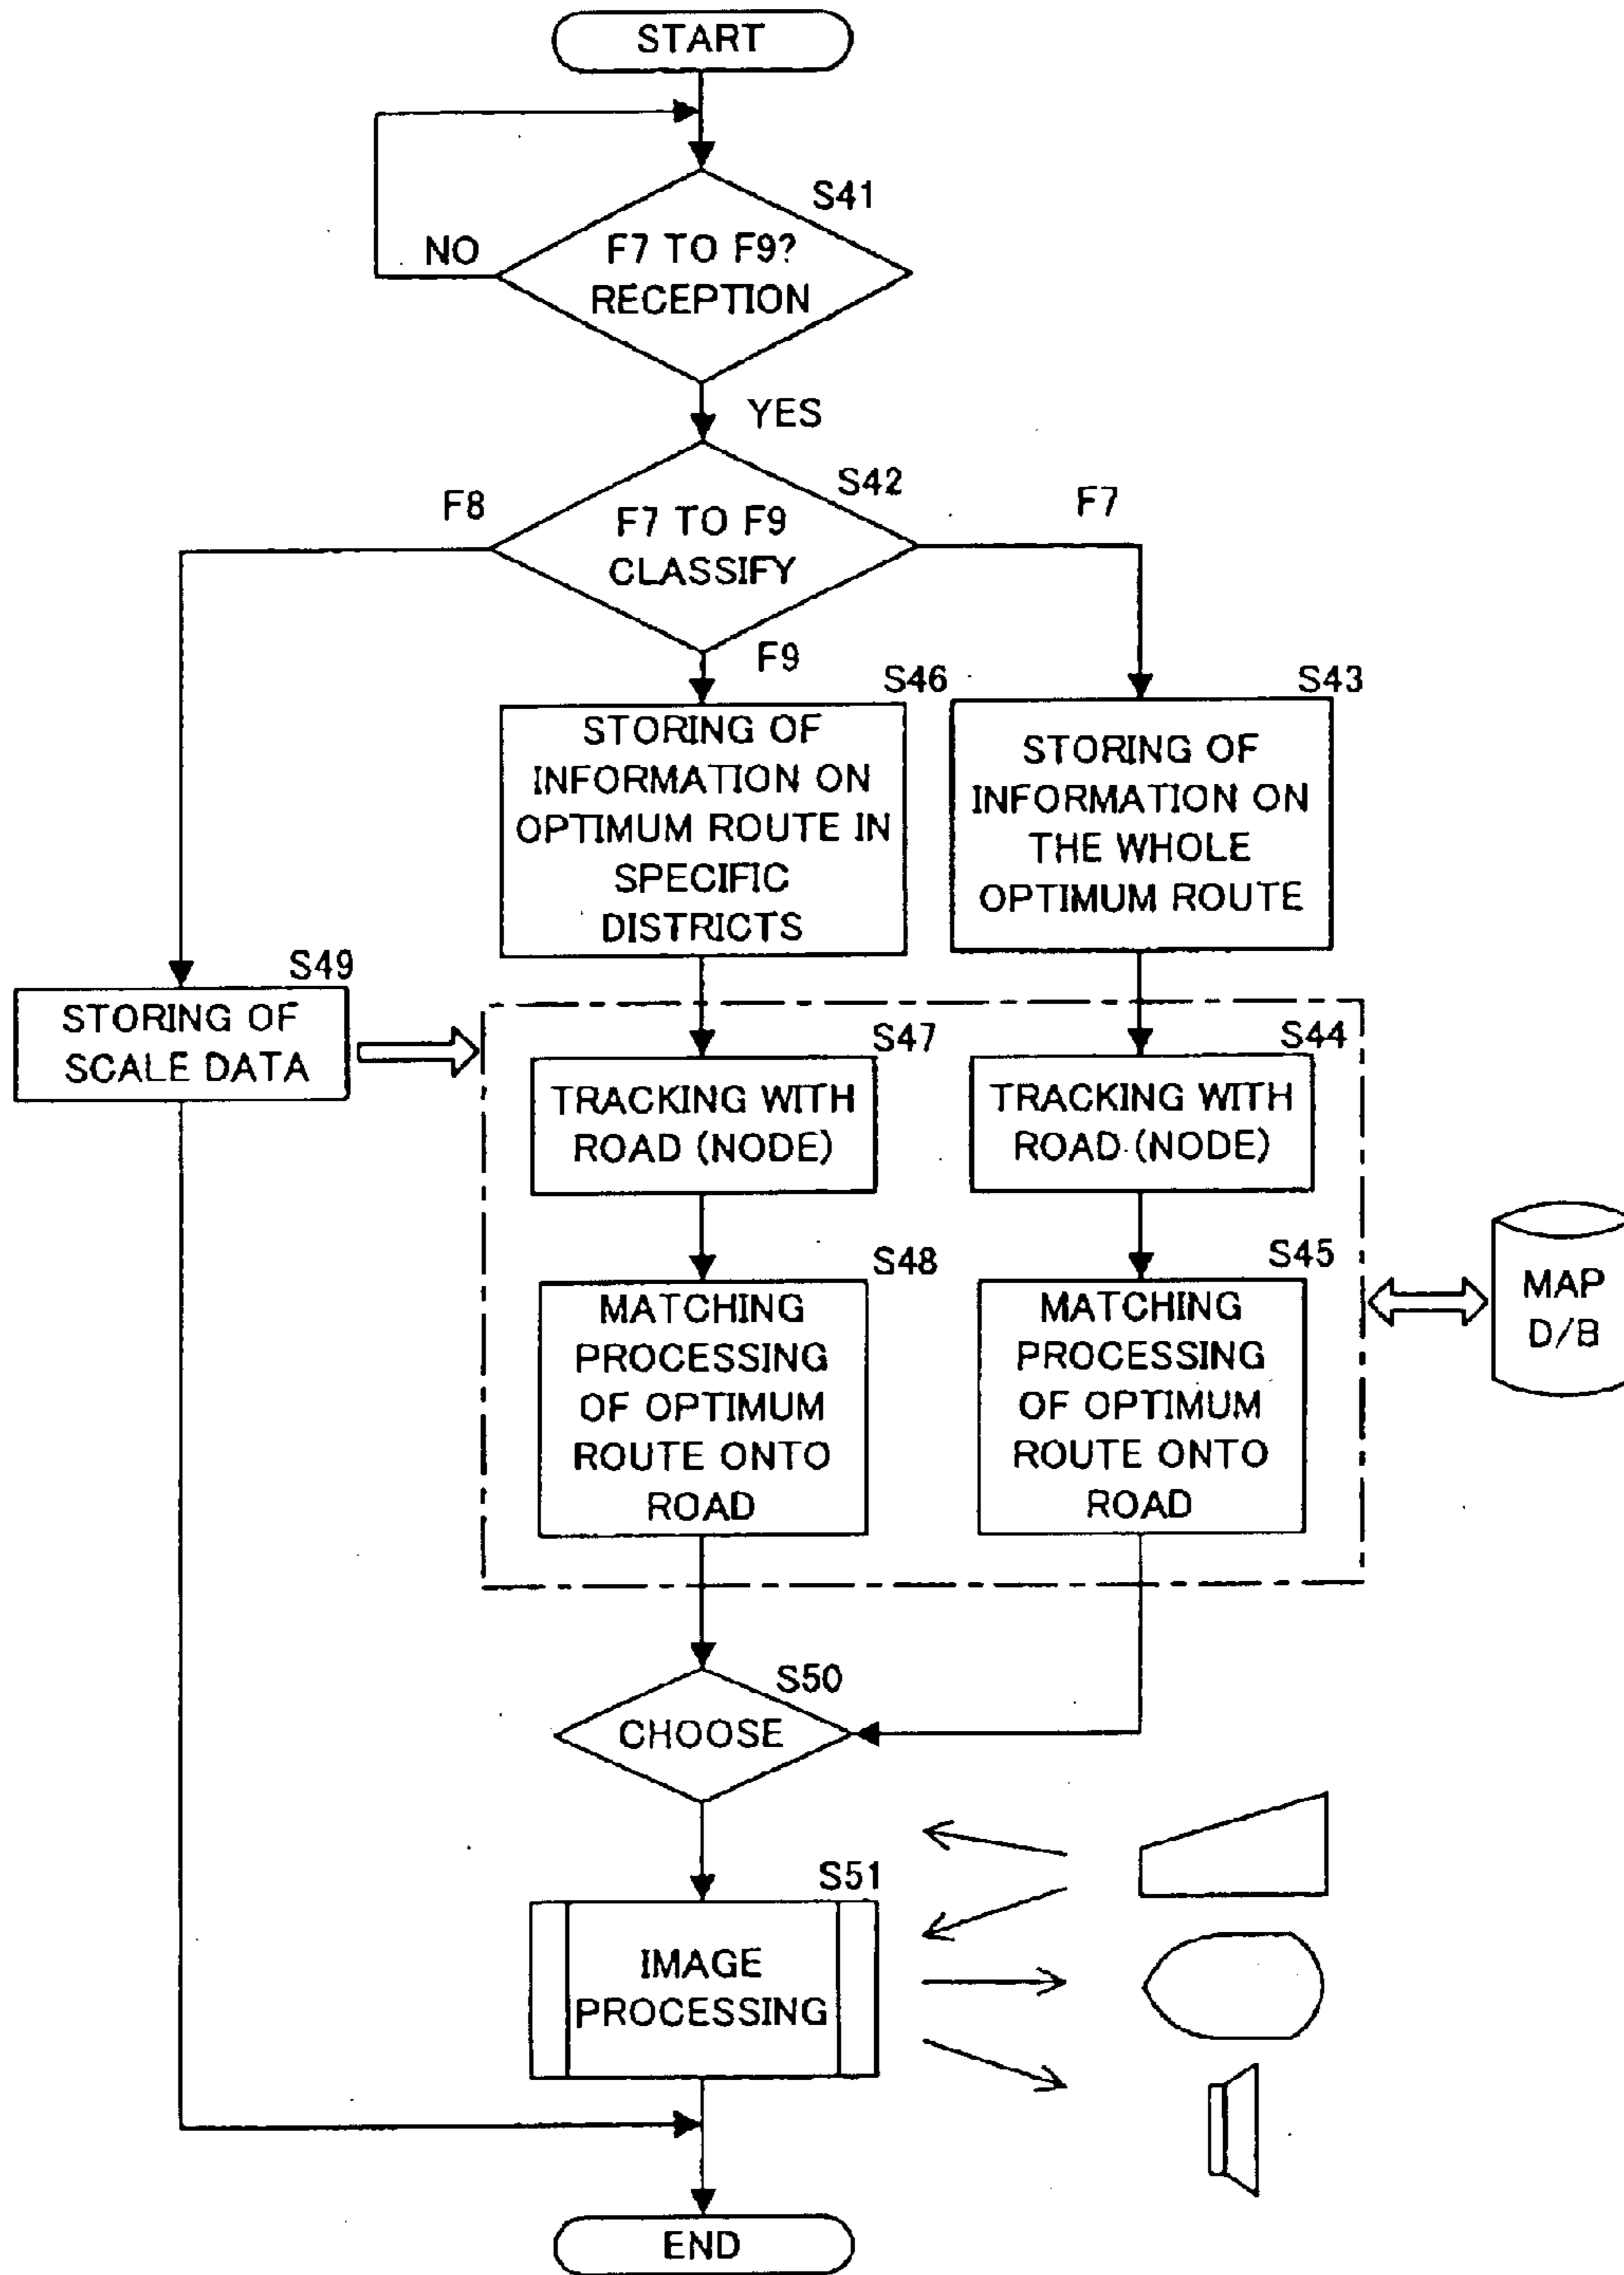 START
S41
NO
F7 TO F9?
RECEPTION
YES
S42
F8
F7
F7 TO F9
CLASSIFY
F9
S46
S43
STORING OF
INFORMATION ON
OPTIMUM ROUTE IN
SPECIFIC
DISTRICTS
STORING OF
INFORMATION ON
THE WHOLE
OPTIMUM ROUTE
S49
STORING OF
SCALE DATA
S47
TRACKING WITH
ROAD (NODE)
S44
TRACKING WITH
ROAD (NODE)
S48
MATCHING
PROCESSING
OF OPTIMUM
ROUTE ONTO
ROAD
S45
MATCHING
PROCESSING
OF OPTIMUM
ROUTE ONTO
ROAD
MAP
D/B
S50
CHOOSE
S51
IMAGE
PROCESSING
END